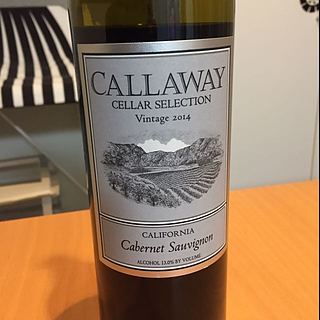 CALLAWAY
CELLAR SELECTION
Vintage 2014
CALIFORNIA
Cabernet Sauvignon
ALCOHOL 13.0% BY VOLUME